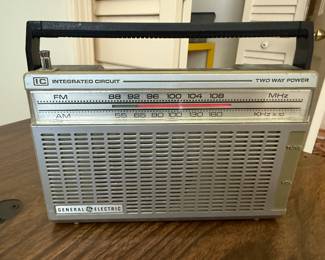 IC INTEGRATED CIRCUIT TWO WAY POWER
FM 88 92 96 100 104 108 MHz
AM 55 65 80 100 130 160 KHz x 10
GENERAL GE ELECTRIC